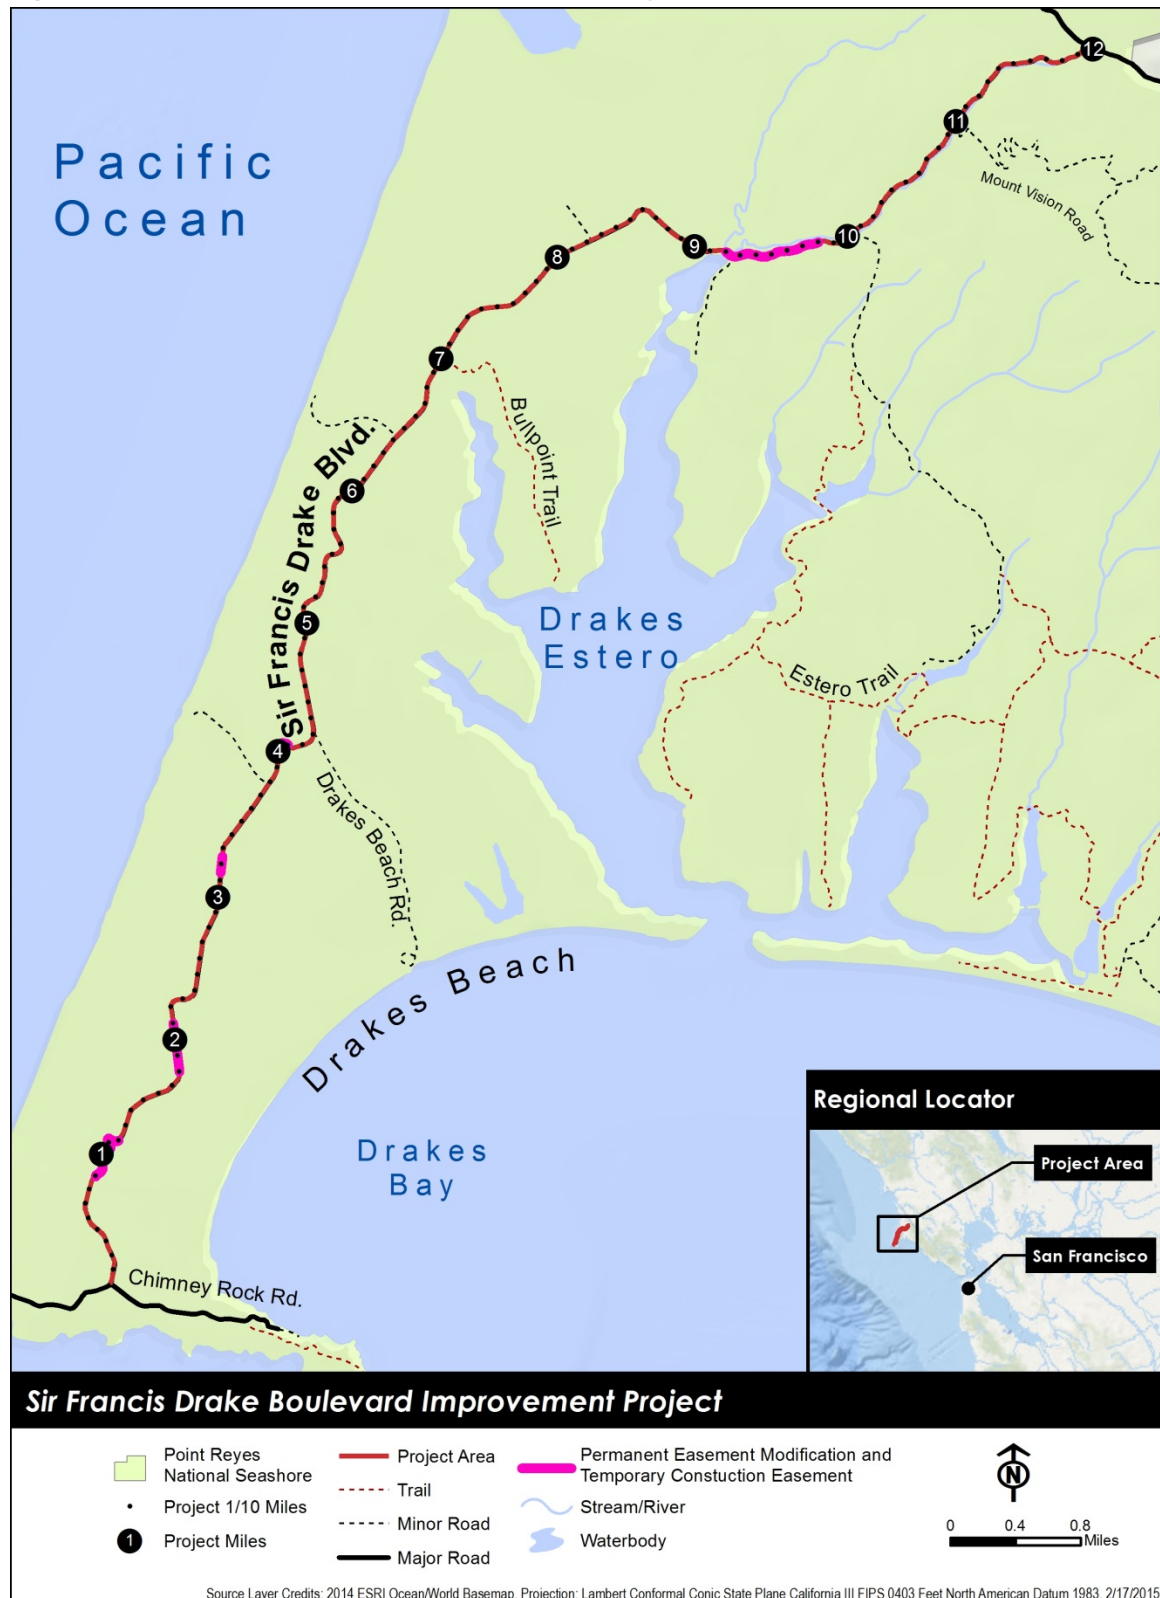 Pacific
Ocean
12
11
Mount Vision Road
10
9
8
7
Bullpoint Trail
Sir Francis Drake Blvd.
6
5
Drakes
Estero
Estero Trail
4
Drakes Beach Rd.
3
Drakes Beach
2
1
Drakes
Bay
Chimney Rock Rd.
Regional Locator
Project Area
San Francisco
Sir Francis Drake Boulevard Improvement Project
Point Reyes
National Seashore
Project 1/10 Miles
1
Project Miles
Project Area
Trail
Minor Road
Major Road
Permanent Easement Modification and
Temporary Constuction Easement
Stream/River
Waterbody
N
0 0.4 0.8
Miles
Source Layer Credits: 2014 ESRI Ocean/World Basemap, Projection: Lambert Conformal Conic State Plane California III FIPS 0403 Feet North American Datum 1983, 2/17/2015